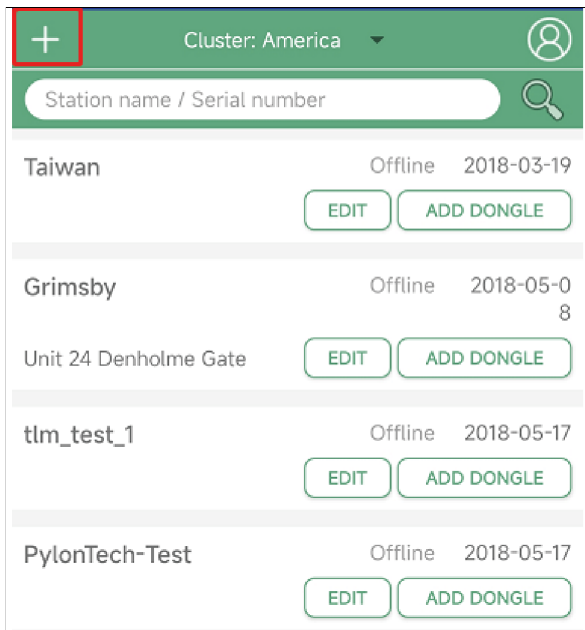 Cluster: America
Station name / Serial number
Taiwan Offline 2018-03-19
EDIT ADD DONGLE
Grimsby Offline 2018-05-0
8
Unit 24 Denholme Gate EDIT ADD DONGLE
tlm_test_1 Offline 2018-05-17
EDIT ADD DONGLE
PylonTech-Test Offline 2018-05-17
EDIT ADD DONGLE